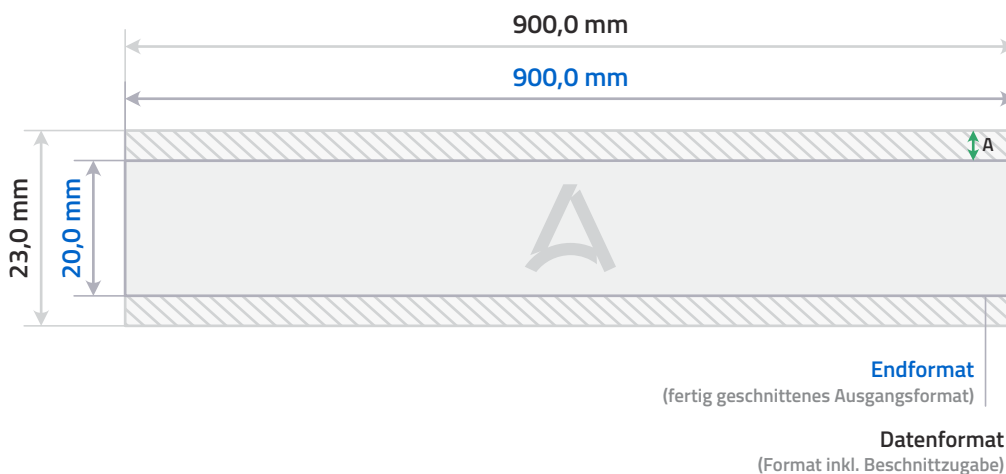 900,0 mm
900,0 mm
A
23,0 mm
20,0 mm
Endformat
(fertig geschnittenes Ausgangsformat)
Datenformat
(Format inkl. Beschnittzugabe)